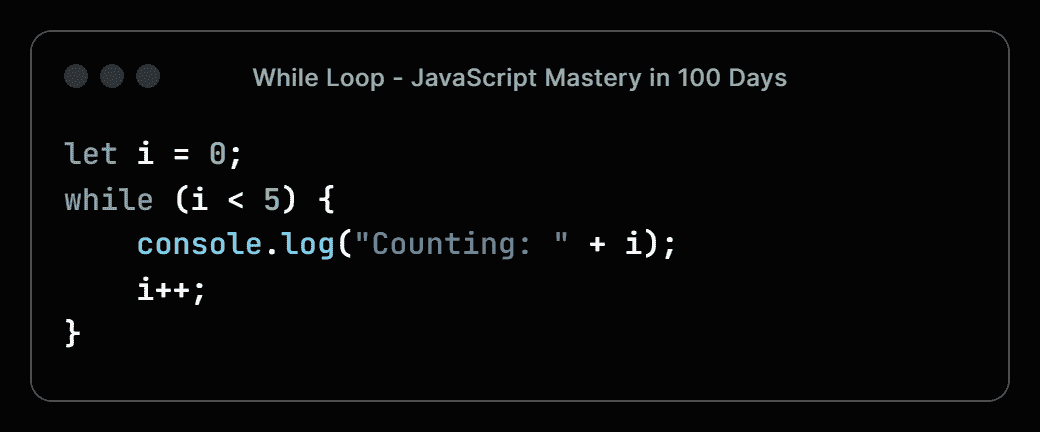 While Loop - JavaScript Mastery in 100 Days
let i = 0;
while (i < 5) {
    console.log("Counting: " + i);
    i++;
}